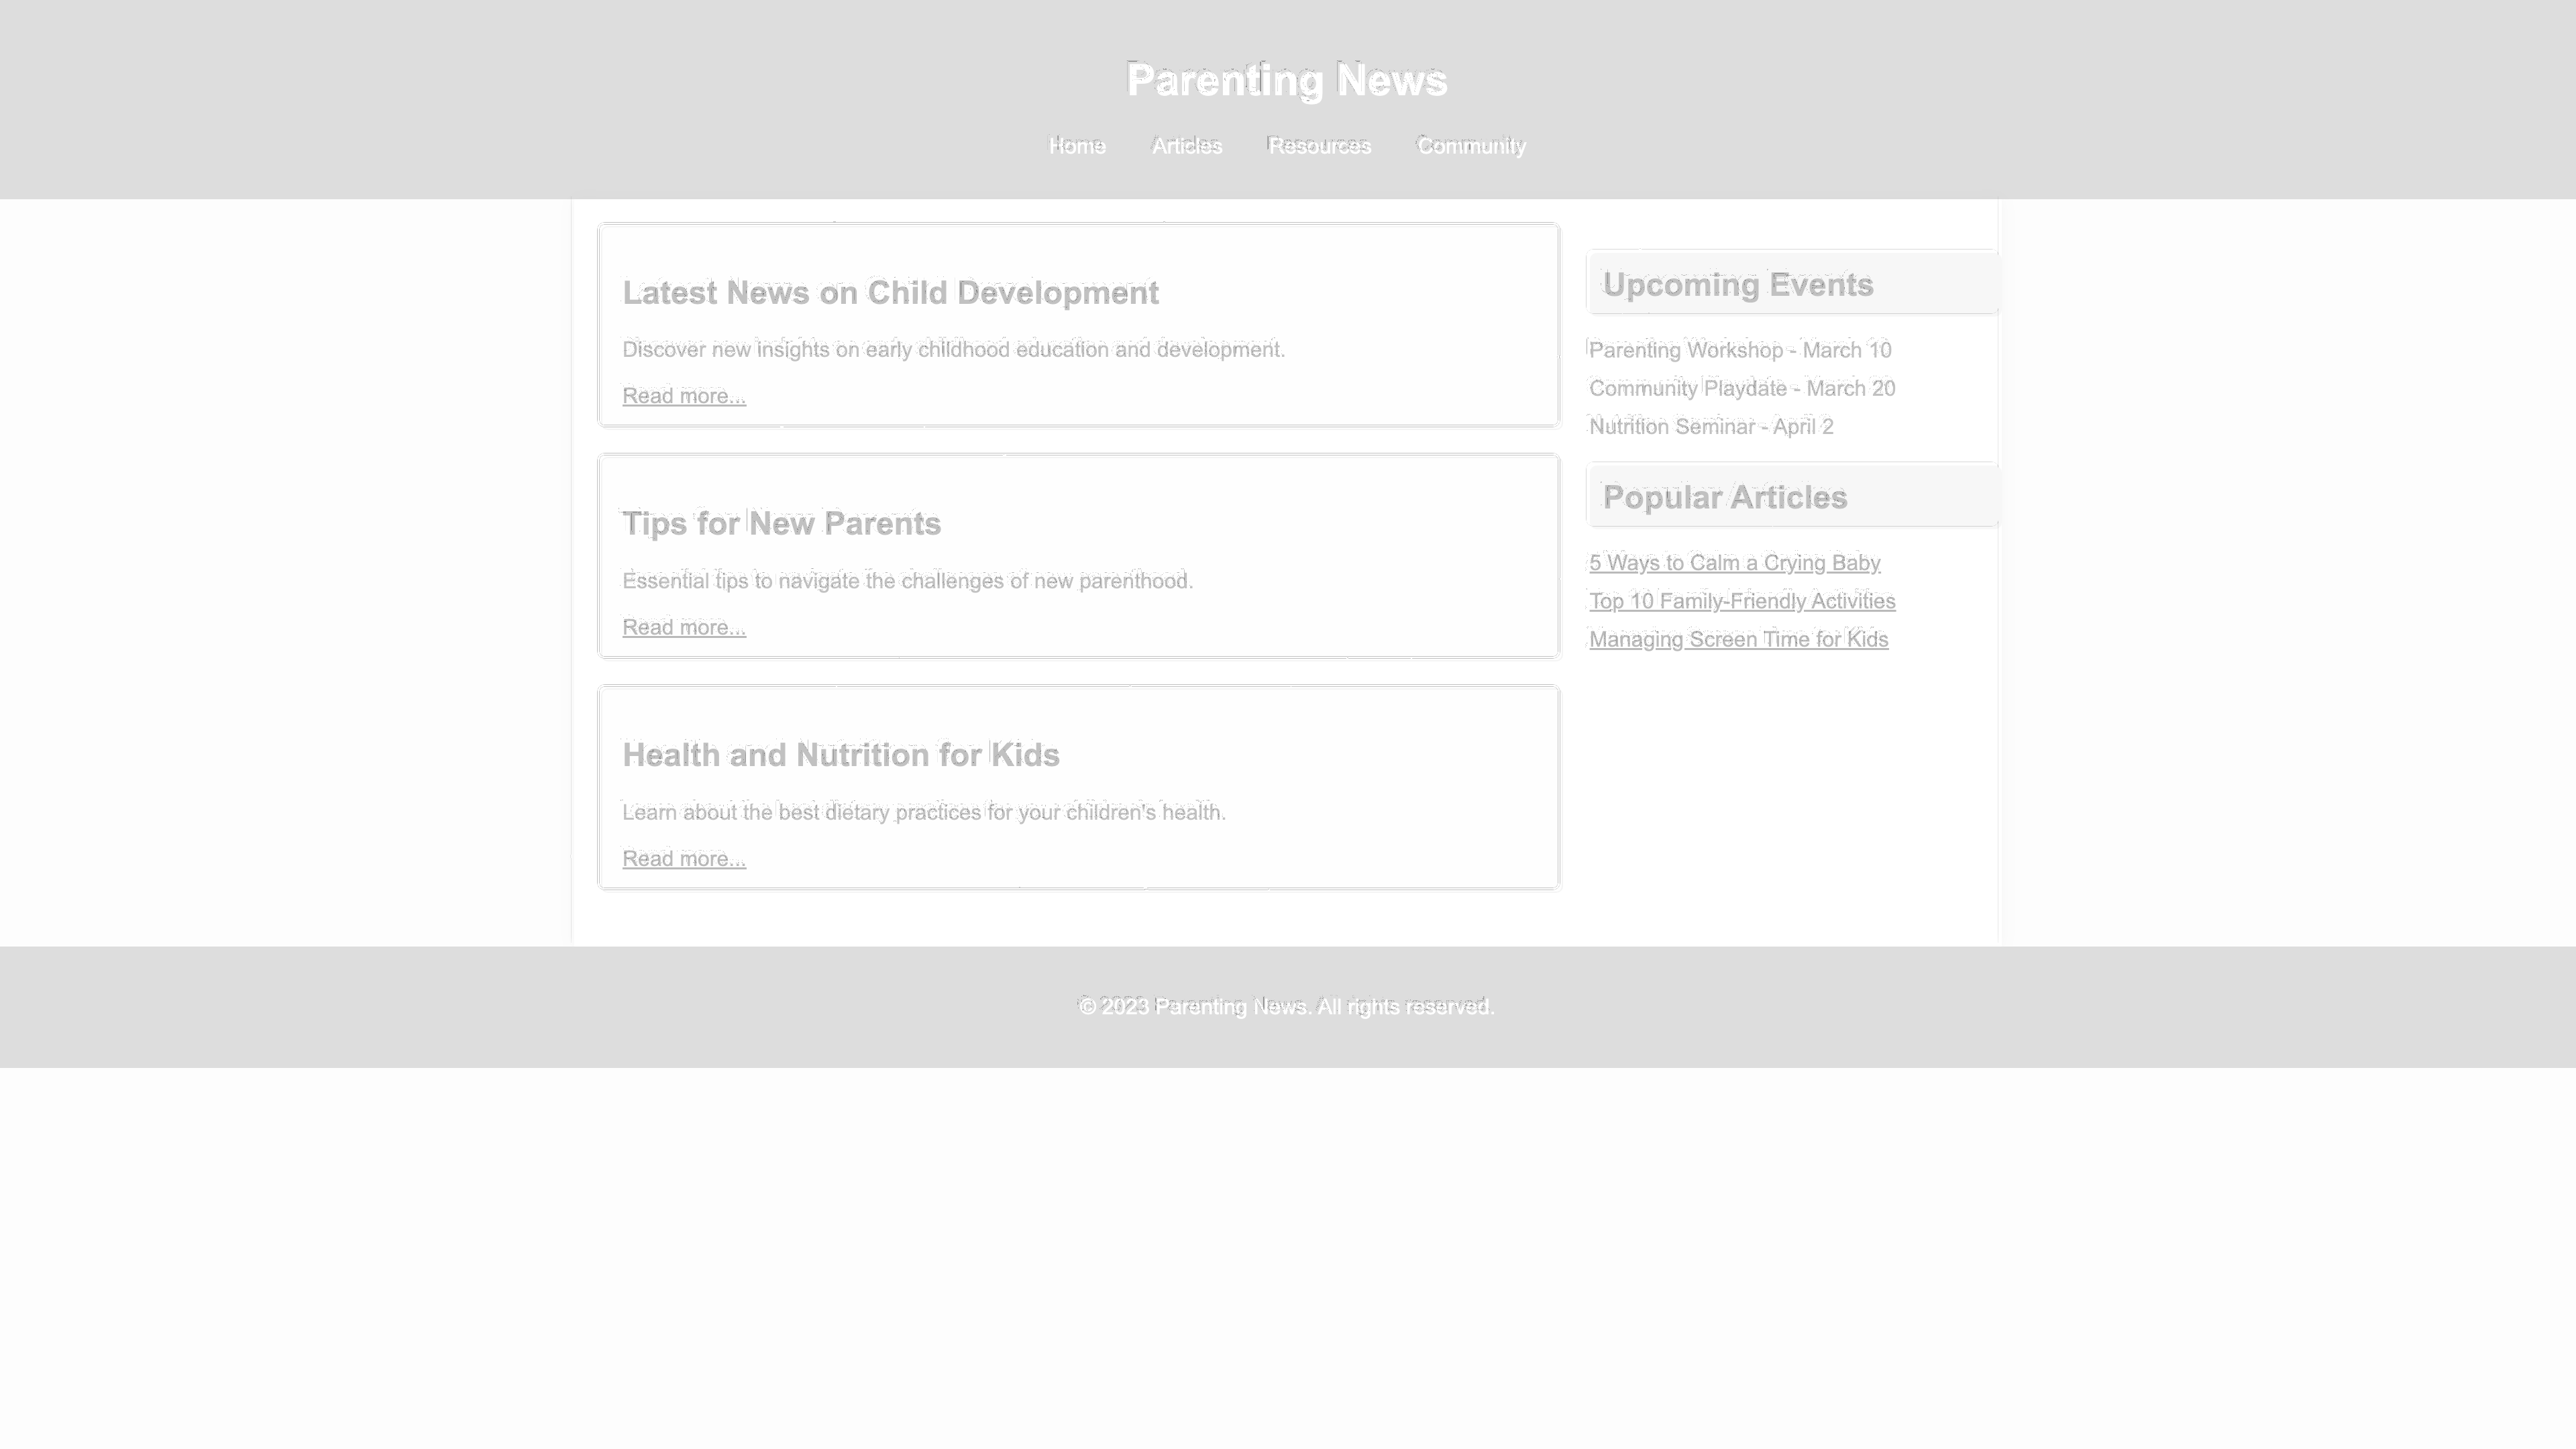 Parenting News
Home Articles Resources Community
Latest News on Child Development
Discover new insights on early childhood education and development.
Read more...
Tips for New Parents
Essential tips to navigate the challenges of new parenthood.
Read more...
Health and Nutrition for Kids
Learn about the best dietary practices for your children's health.
Read more...
Upcoming Events
Parenting Workshop - March 10
Community Playdate - March 20
Nutrition Seminar - April 2
Popular Articles
5 Ways to Calm a Crying Baby
Top 10 Family-Friendly Activities
Managing Screen Time for Kids
© 2023 Parenting News. All rights reserved.